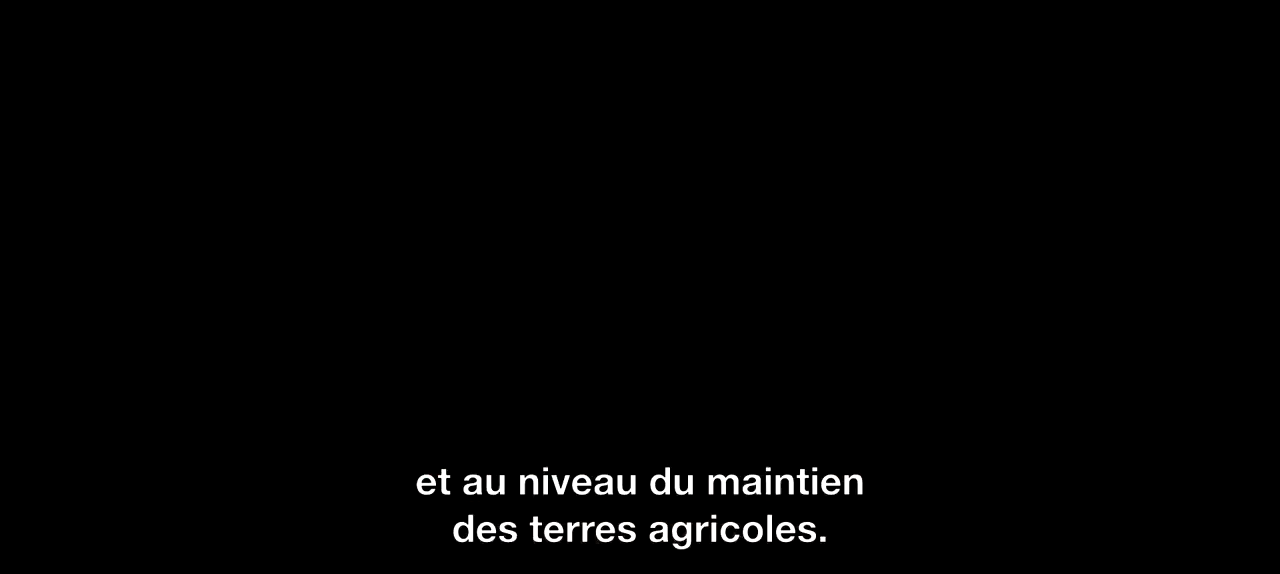 et au niveau du maintien
des terres agricoles.